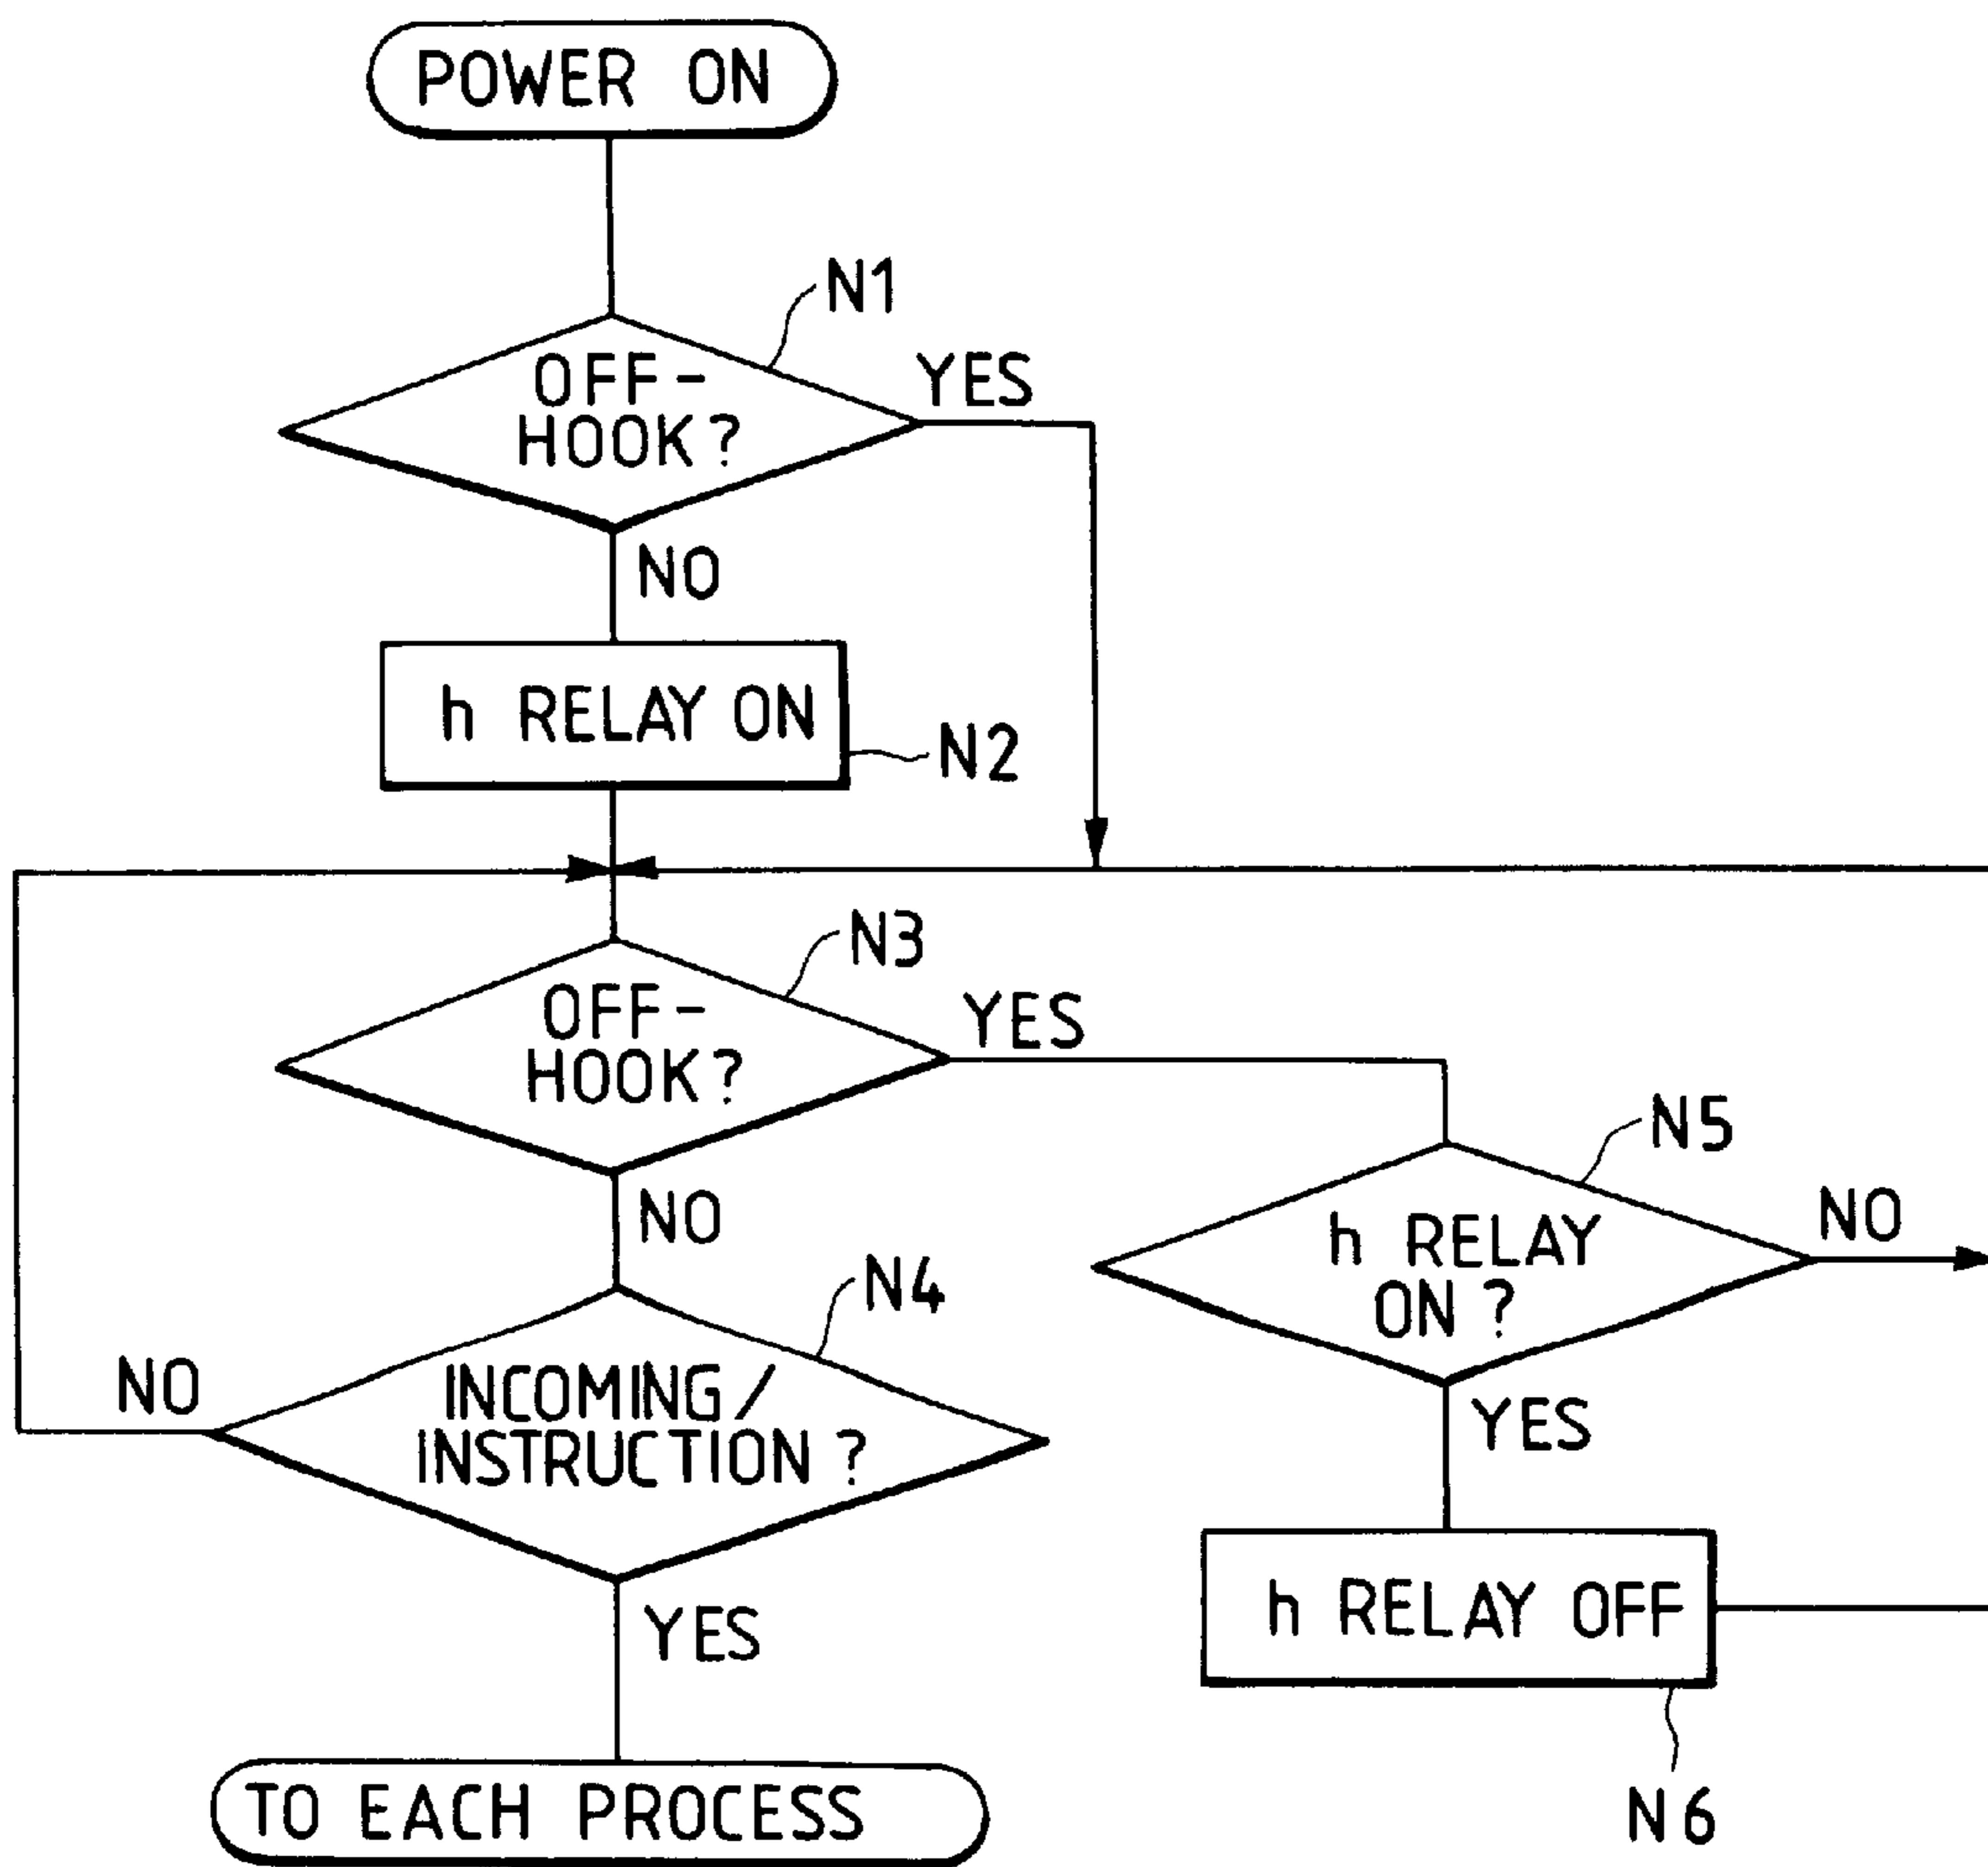 POWER ON
N1
OFF-
HOOK?
YES
NO
h RELAY ON
N2
N3
OFF-
HOOK?
YES
NO
N5
h RELAY
ON?
NO
N4
INCOMING/
INSTRUCTION?
NO
YES
h RELAY OFF
YES
TO EACH PROCESS
N6